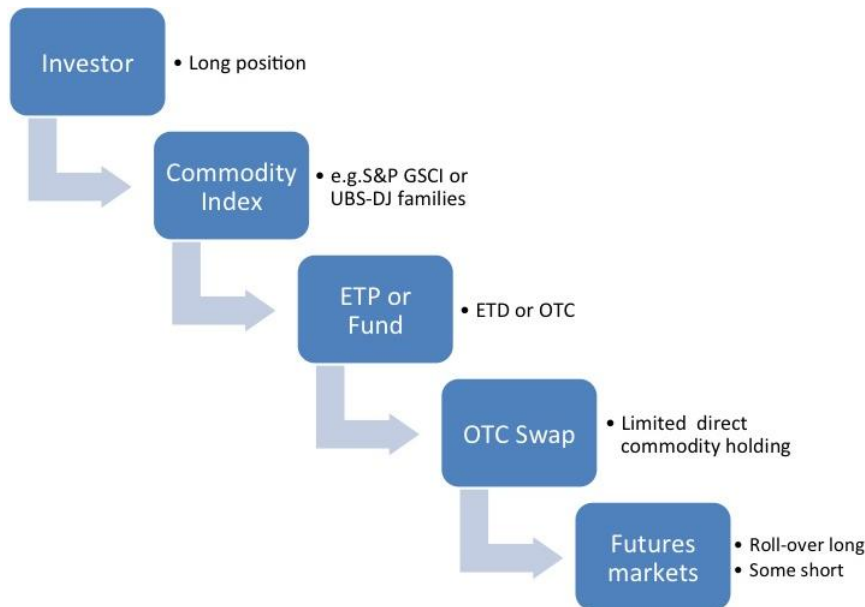 Investor
• Long position
Commodity
Index
• e.g.S&P GSCI or
UBS-DJ families
ETP or
Fund
• ETD or OTC
OTC Swap
• Limited direct
commodity holding
Futures
markets
• Roll-over long
• Some short